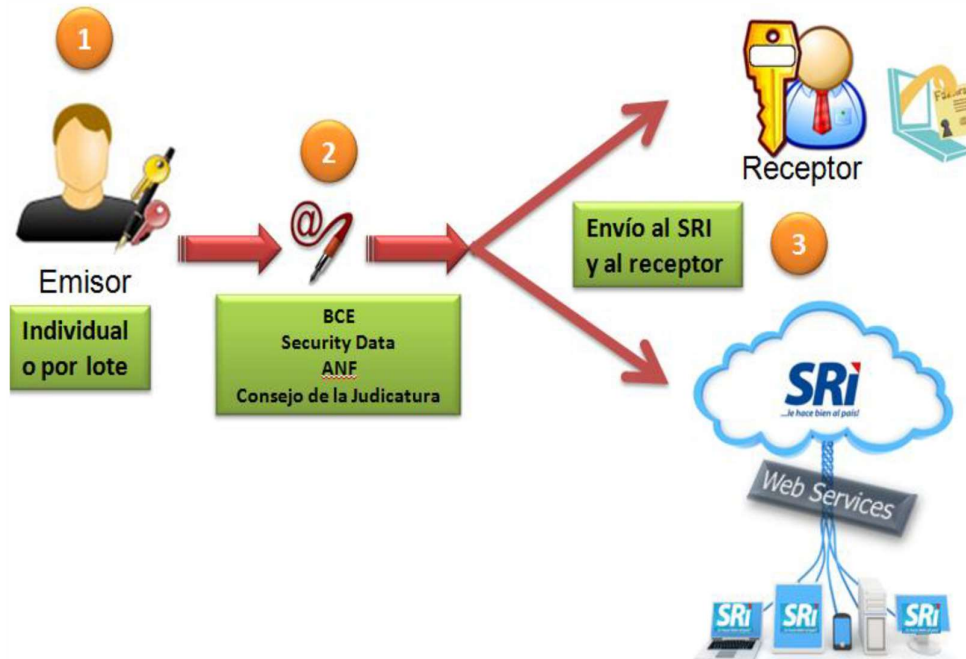 1
Emisor
Individual
o por lote
2
@
BCE
Security Data
ANF
Consejo de la Judicatura
Envío al SRI
y al receptor
3
Receptor
SRi
...le hace bien al país!
Web Services
SRi
SRi
SRi